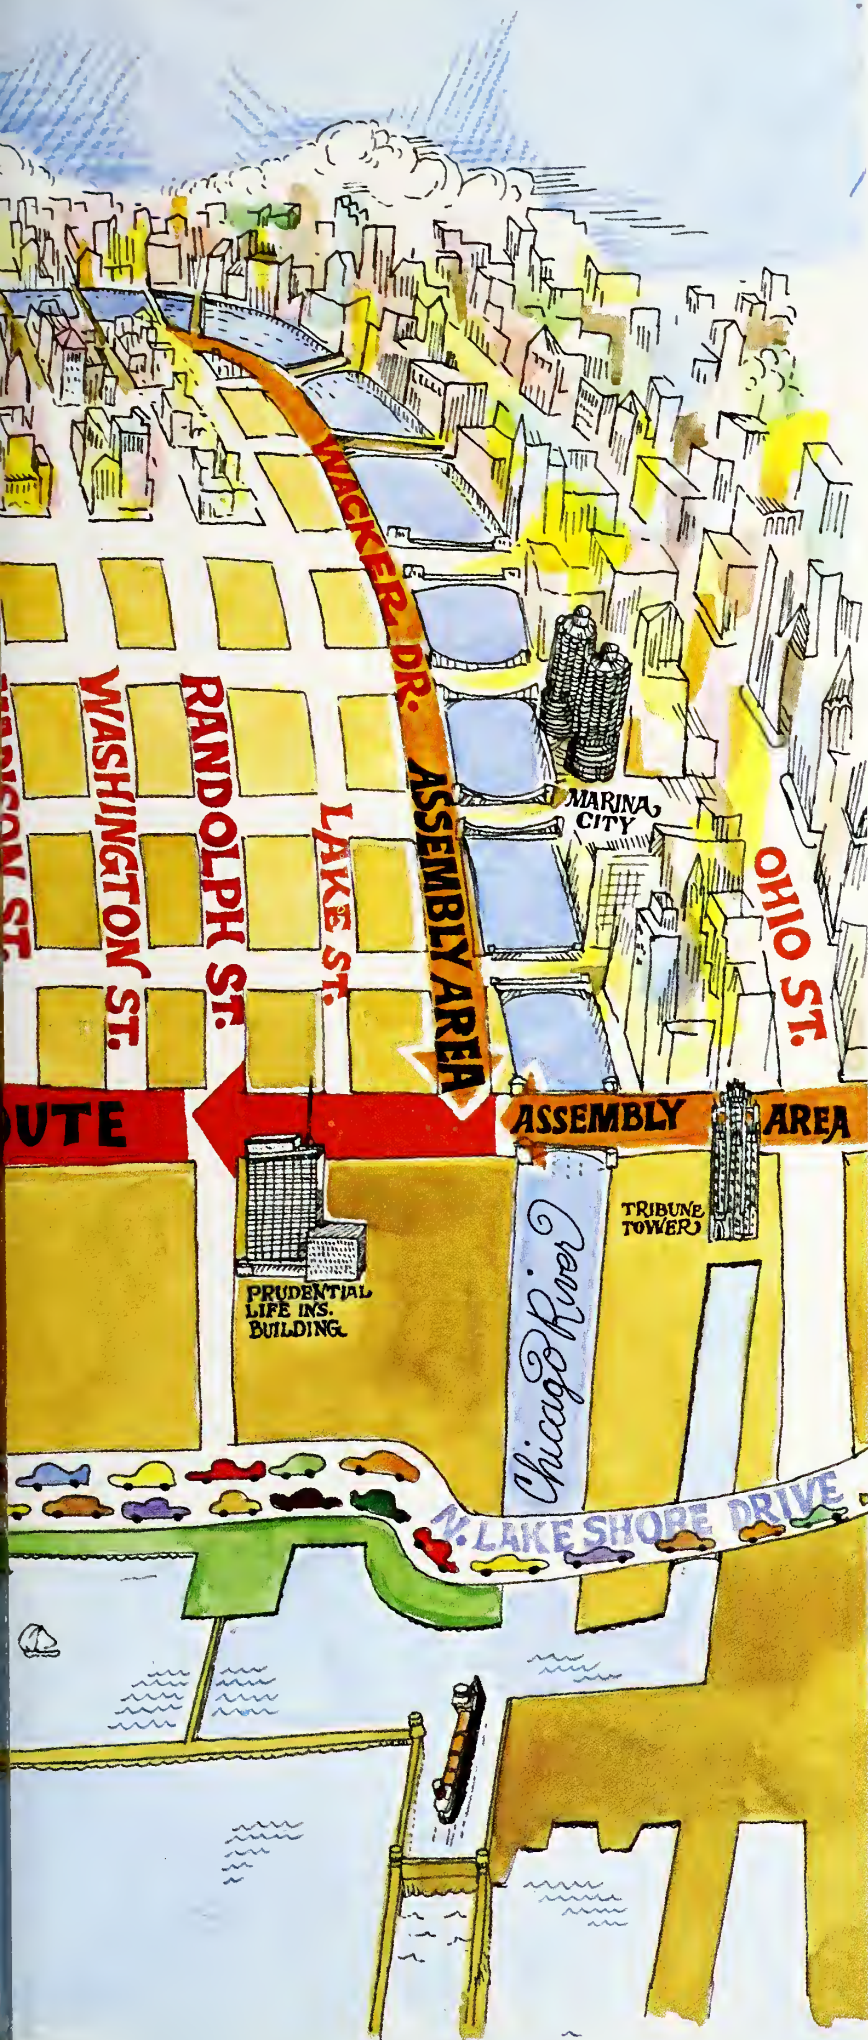 WACKER DR.
ASSEMBLY AREA
MARINA
CITY
WASHINGTON ST.
RANDOLPH ST.
LAKE ST.
OHIO ST.
ASSEMBLY AREA
TRIBUNE
TOWER
PRUDENTIAL
LIFE INS.
BUILDING
Chicago River
N. LAKE SHORE DRIVE
ST.
UTE